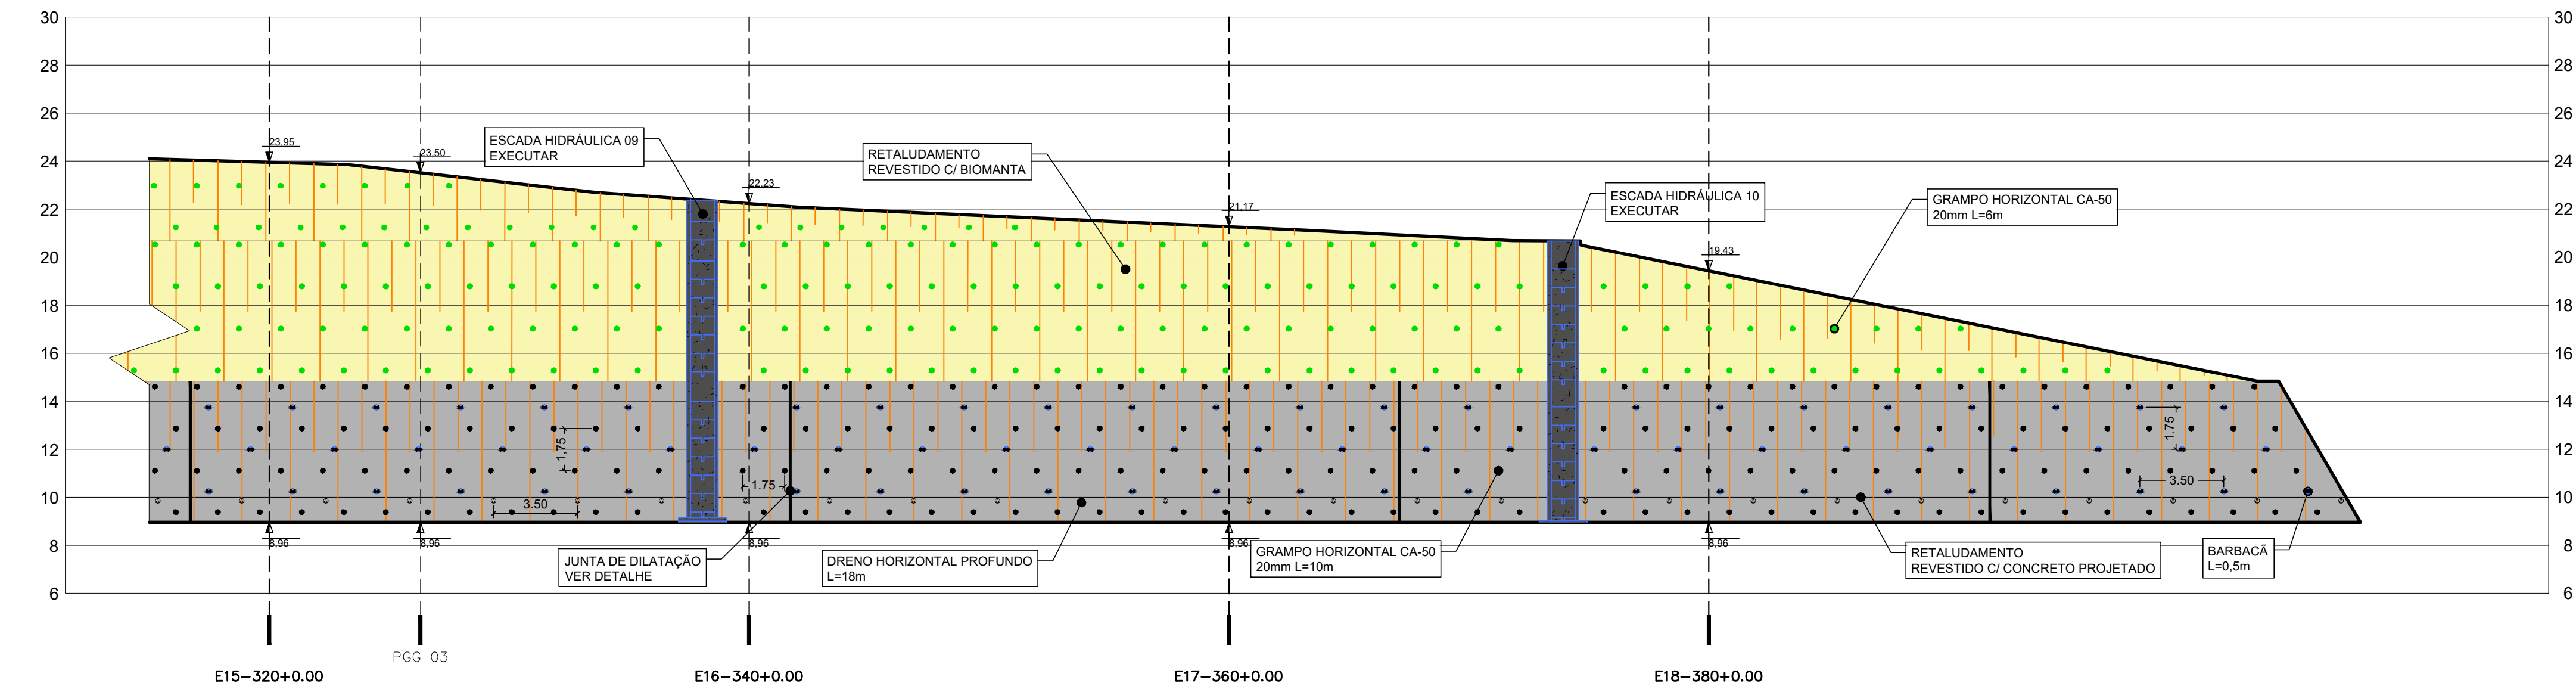 30
30
28
28
26
26
24
24
22
22
20
20
18
18
16
16
14
14
12
12
10
10
8
8
6
6
23.95
23.50
22.23
21.17
19.43
ESCADA HIDRÁULICA 09
EXECUTAR
RETALUDAMENTO
REVESTIDO C/ BIOMANTA
ESCADA HIDRÁULICA 10
EXECUTAR
GRAMPO HORIZONTAL CA-50
20mm L=6m
1,75
3.50
1.75
1.75
3.50
8,96
8,96
8,96
8,96
8,96
JUNTA DE DILATAÇÃO
VER DETALHE
DRENO HORIZONTAL PROFUNDO
L=18m
GRAMPO HORIZONTAL CA-50
20mm L=10m
RETALUDAMENTO
REVESTIDO C/ CONCRETO PROJETADO
BARBACÃ
L=0,5m
PGG 03
E15-320+0.00
E16-340+0.00
E17-360+0.00
E18-380+0.00